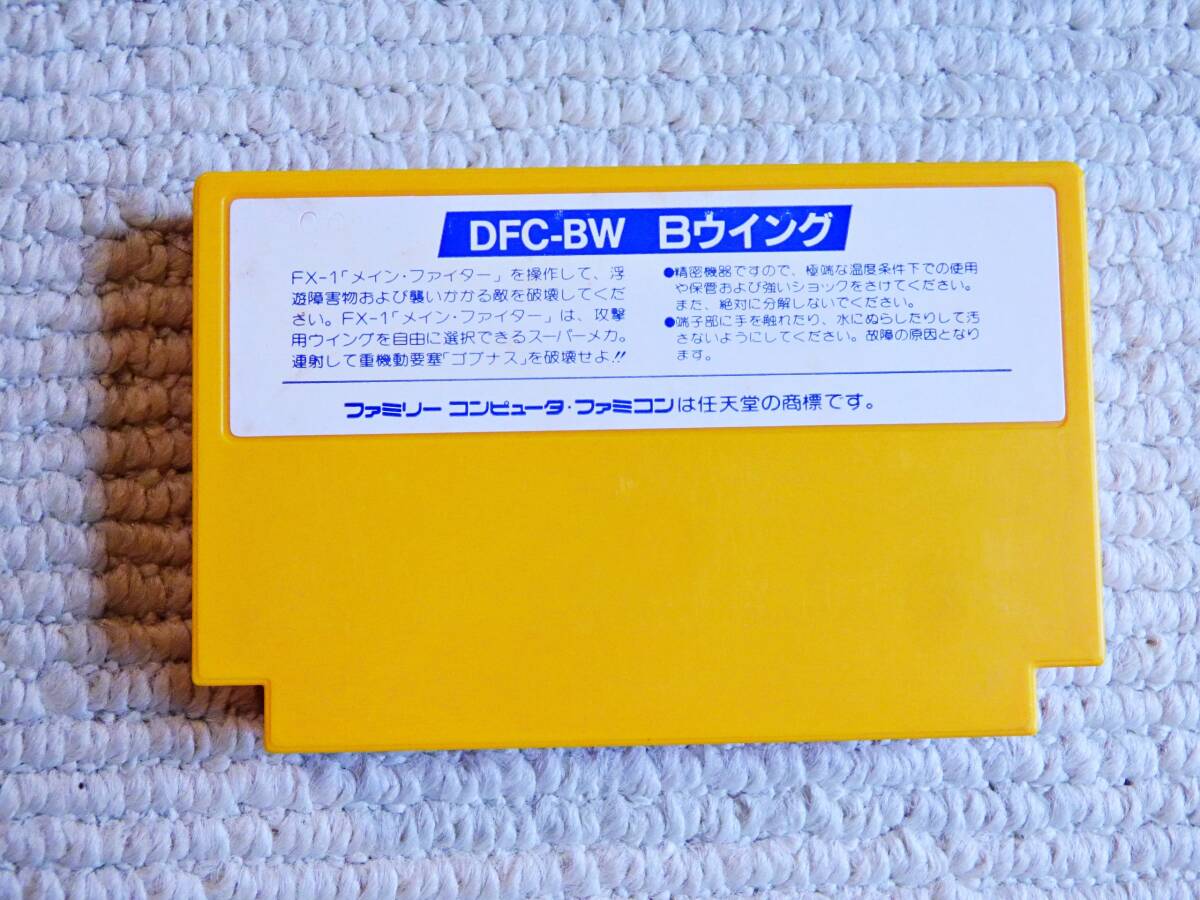 DFC-BW Bウイング
FX-1「メイン・ファイター」を操作して、浮
遊障害物および襲いかかる敵を破壊してくだ
さい。FX-1「メイン・ファイター」は、攻撃
用ウイングを自由に選択できるスーパーメカ。
連射して重機動要塞「ゴブナス」を破壊せよ!!
●精密機器ですので、極端な温度条件下での使用
や保管および強いショックをさけてください。
また、絶対に分解しないでください。
●端子部に手を触れたり、水にぬらしたりして汚
さないようにしてください。故障の原因となり
ます。
ファミリー コンピュータ・ファミコンは任天堂の商標です。